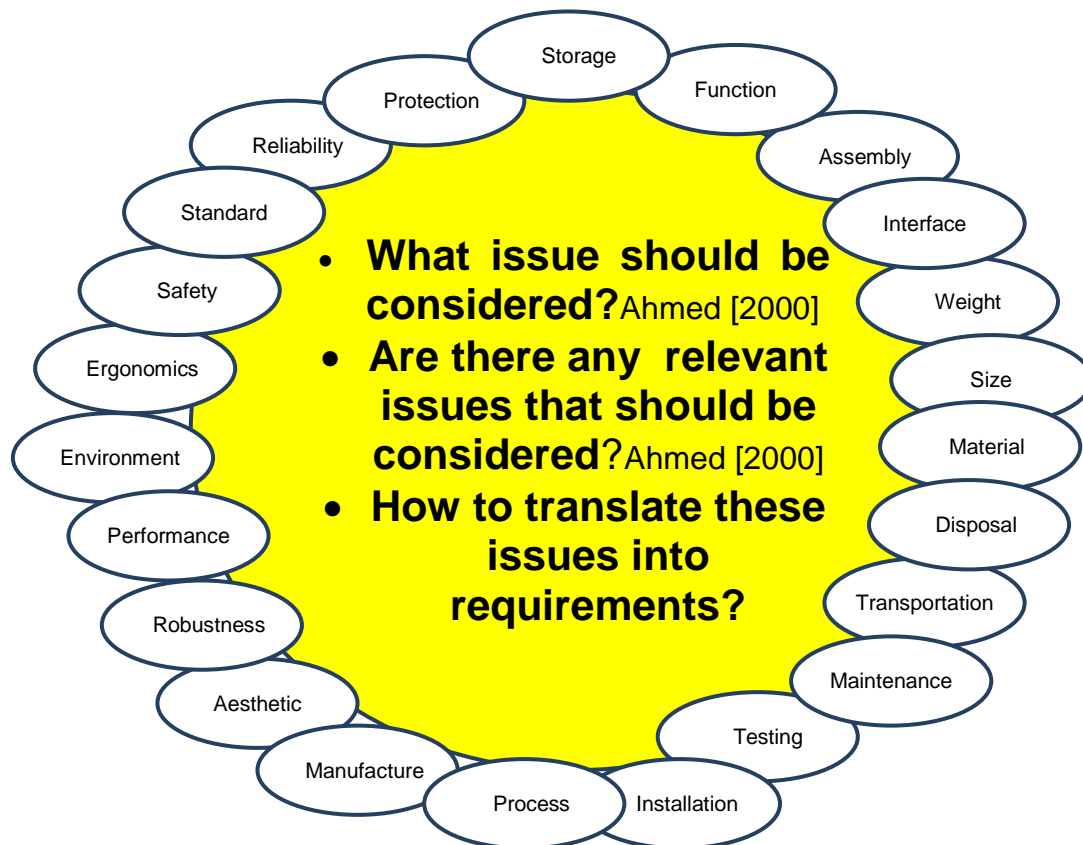 Storage
Function
Protection
Reliability
Assembly
Standard
Interface
Safety
Weight
Ergonomics
Size
Environment
Material
Performance
Disposal
Robustness
Transportation
Aesthetic
Maintenance
Manufacture
Testing
Process
Installation
• What issue should be
considered?Ahmed [2000]
• Are there any relevant
issues that should be
considered?Ahmed [2000]
• How to translate these
issues into
requirements?